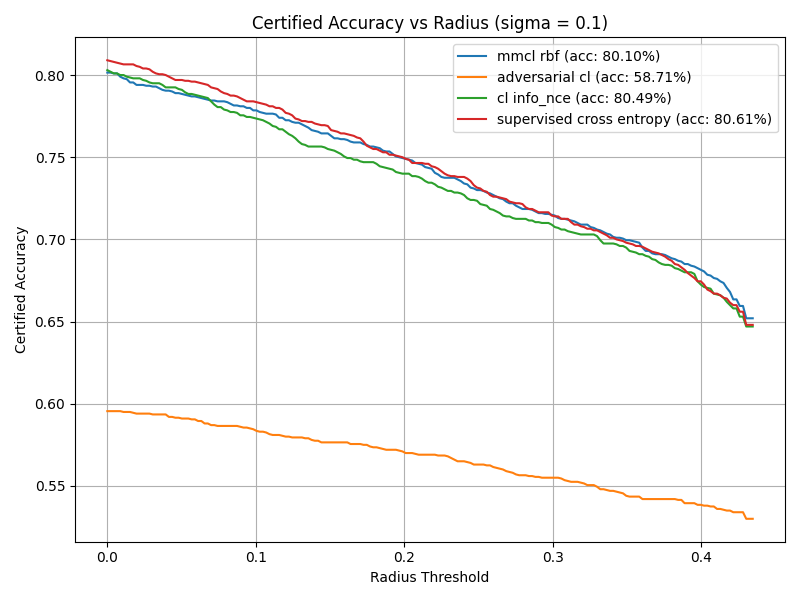 Certified Accuracy vs Radius (sigma = 0.1)
mmcl rbf (acc: 80.10%)
adversarial cl (acc: 58.71%)
cl info_nce (acc: 80.49%)
supervised cross entropy (acc: 80.61%)
Certified Accuracy
0.80
0.75
0.70
0.65
0.60
0.55
0.0 0.1 0.2 0.3 0.4
Radius Threshold